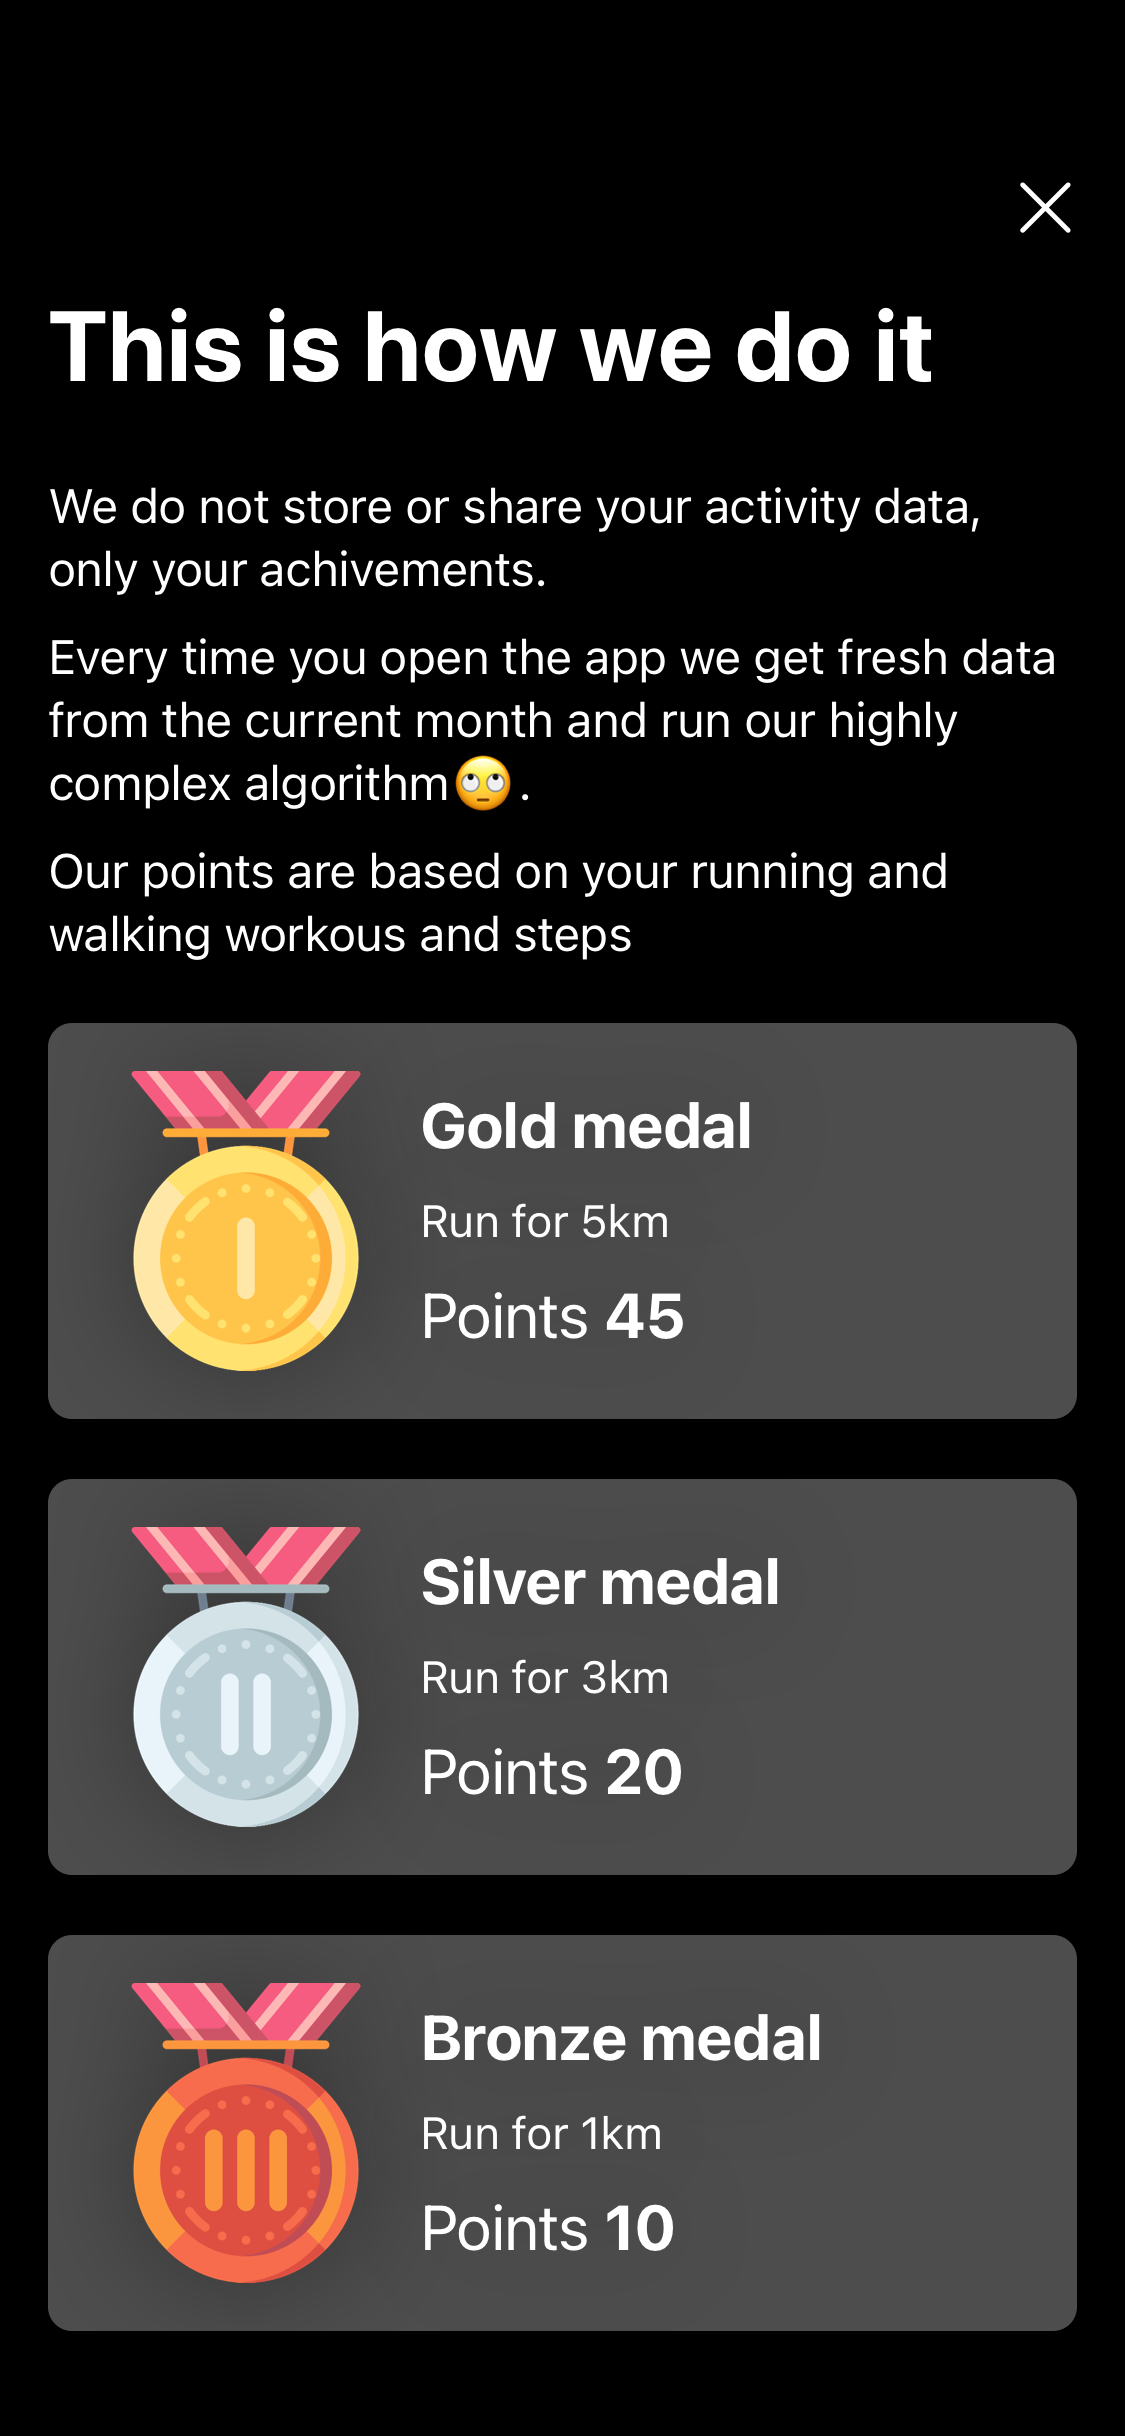 This is how we do it
We do not store or share your activity data,
only your achivements.
Every time you open the app we get fresh data
from the current month and run our highly
complex algorithm🙄.
Our points are based on your running and
walking workous and steps
Gold medal
Run for 5km
Points 45
Silver medal
Run for 3km
Points 20
Bronze medal
Run for 1km
Points 10